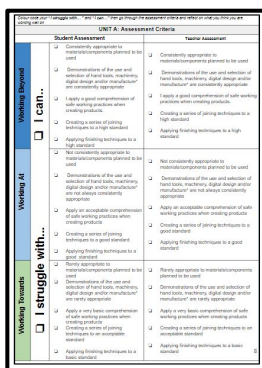 Colour code your "I struggle with…" and "I can…" then go through the assessment criteria and reflect on what you think you are
working well on
UNIT A: Assessment Criteria
Student Assessment
Teacher Assessment
Working Beyond
❑ I can…
❑ Consistently appropriate to
materials/components planned to be
used
❑ Demonstrations of the use and
selection of hand tools, machinery,
digital design and/or manufacture*
are consistently appropriate
❑ I apply a good comprehension of
safe working practices when
creating products.
❑ Creating a series of joining
techniques to a high standard
❑ Applying finishing techniques to a
high standard
❑ Consistently appropriate to
materials/components planned to be used
❑ Demonstrations of the use and selection of
hand tools, machinery, digital design
and/or manufacture* are consistently
appropriate
❑ I apply a good comprehension of safe working
practices when creating products.
❑ Creating a series of joining techniques to a
high standard
❑ Applying finishing techniques to a high
standard
Working At
❑ Not consistently appropriate to
materials/components planned to be
used
❑ Demonstrations of the use and
selection of hand tools, machinery,
digital design and/or manufacture*
are not always consistently
appropriate
❑ Apply an acceptable comprehension
of safe working practices when
creating products
❑ Creating a series of joining
techniques to a good standard
❑ Applying finishing techniques to a
good standard
❑ Not consistently appropriate to
materials/components planned to be used
❑ Demonstrations of the use and selection of
hand tools, machinery, digital design
and/or manufacture* are not always
consistently appropriate
❑ Apply an acceptable comprehension of safe
working practices when creating products
❑ Creating a series of joining techniques to a
good standard
❑ Applying finishing techniques to a good
standard
Working Towards
❑ I struggle with…
❑ Rarely appropriate to
materials/components planned to be
used
❑ Demonstrations of the use and
selection of hand tools, machinery,
digital design and/or manufacture*
are rarely appropriate
❑ Apply a very basic comprehension
of safe working practices when
creating products
❑ Creating a series of joining
techniques to an acceptable
standard
❑ Applying finishing techniques to a
basic standard
❑ Rarely appropriate to materials/components
planned to be used
❑ Demonstrations of the use and selection of
hand tools, machinery, digital design and/or
manufacture* are rarely appropriate
❑ Apply a very basic comprehension of safe
working practices when creating products
❑ Creating a series of joining techniques to an
acceptable standard
❑ Applying finishing techniques to a basic
standard